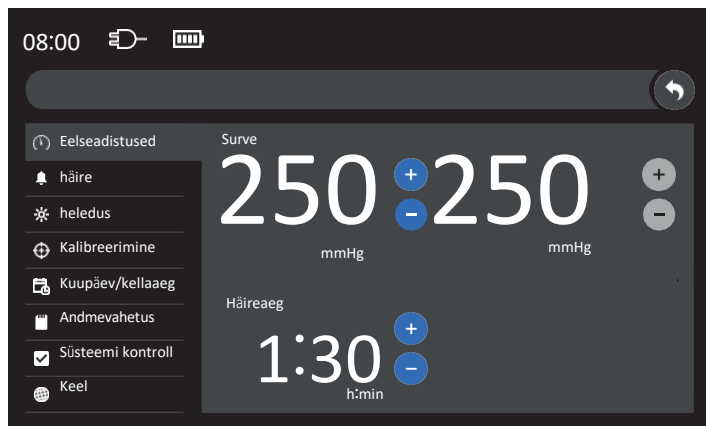 08:00
Eelseadistused
häire
heledus
Kalibreerimine
Kuupäev/kellaaeg
Andmevahetus
Süsteemi kontroll
Keel
Surve
250 + 250 +
- -
mmHg mmHg
Häireaeg
1:30 +
-
h:min